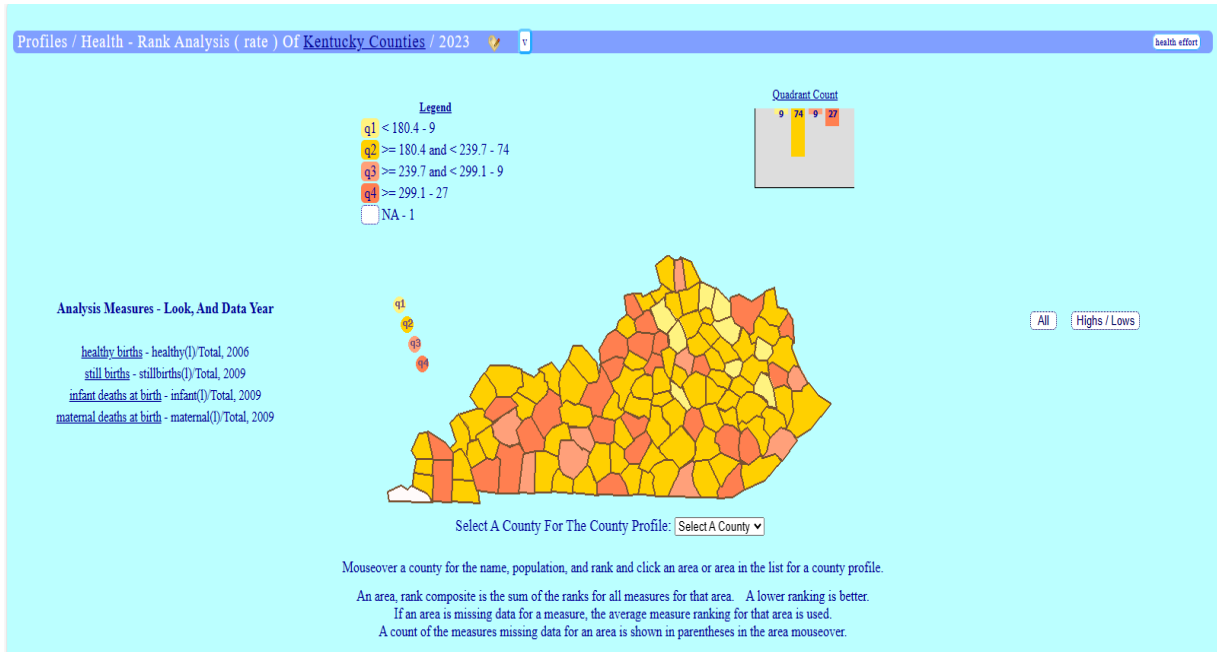 Profiles / Health - Rank Analysis ( rate ) Of Kentucky Counties / 2023
v
health effort
Legend
q1 < 180.4 - 9
q2 >= 180.4 and < 239.7 - 74
q3 >= 239.7 and < 299.1 - 9
q4 >= 299.1 - 27
NA - 1
Quadrant Count
9 74 9 27
Analysis Measures - Look, And Data Year
healthy births - healthy(l)/Total, 2006
still births - stillbirths(l)/Total, 2009
infant deaths at birth - infant(l)/Total, 2009
maternal deaths at birth - maternal(l)/Total, 2009
q1
q2
q3
q4
All
Highs / Lows
Select A County For The County Profile: Select A County
Mouseover a county for the name, population, and rank and click an area or area in the list for a county profile.
An area, rank composite is the sum of the ranks for all measures for that area. A lower ranking is better.
If an area is missing data for a measure, the average measure ranking for that area is used.
A count of the measures missing data for an area is shown in parentheses in the area mouseover.